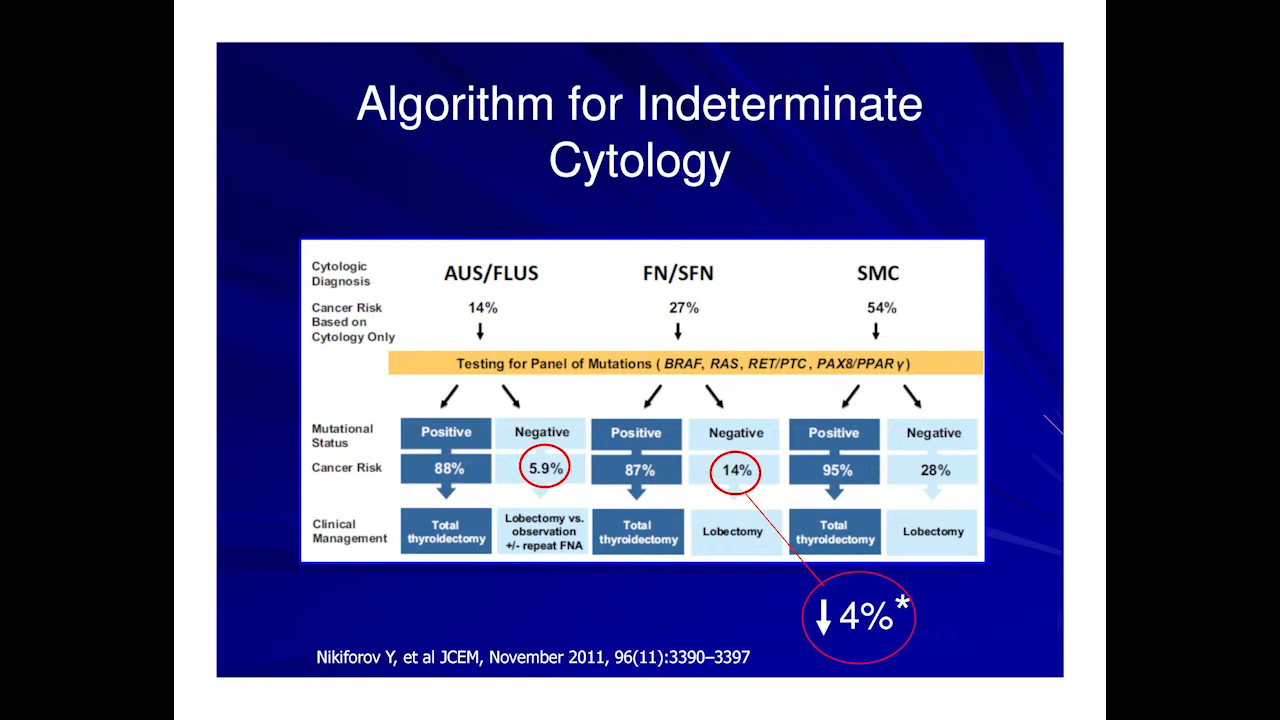 Algorithm for Indeterminate
Cytology
Cytologic
Diagnosis
AUS/FLUS FN/SFN SMC
Cancer Risk
Based on
Cytology Only
14% 27% 54%
Testing for Panel of Mutations ( BRAF, RAS, RET/PTC, PAX8/PPAR γ )
Mutational
Status
Positive Negative Positive Negative Positive Negative
Cancer Risk 88% 5.9% 87% 14% 95% 28%
Clinical
Management
Total
thyroidectomy
Lobectomy vs.
observation
+/- repeat FNA
Total
thyroidectomy
Lobectomy
Total
thyroidectomy
Lobectomy
↓ 4%*
Nikiforov Y, et al JCEM, November 2011, 96(11):3390–3397